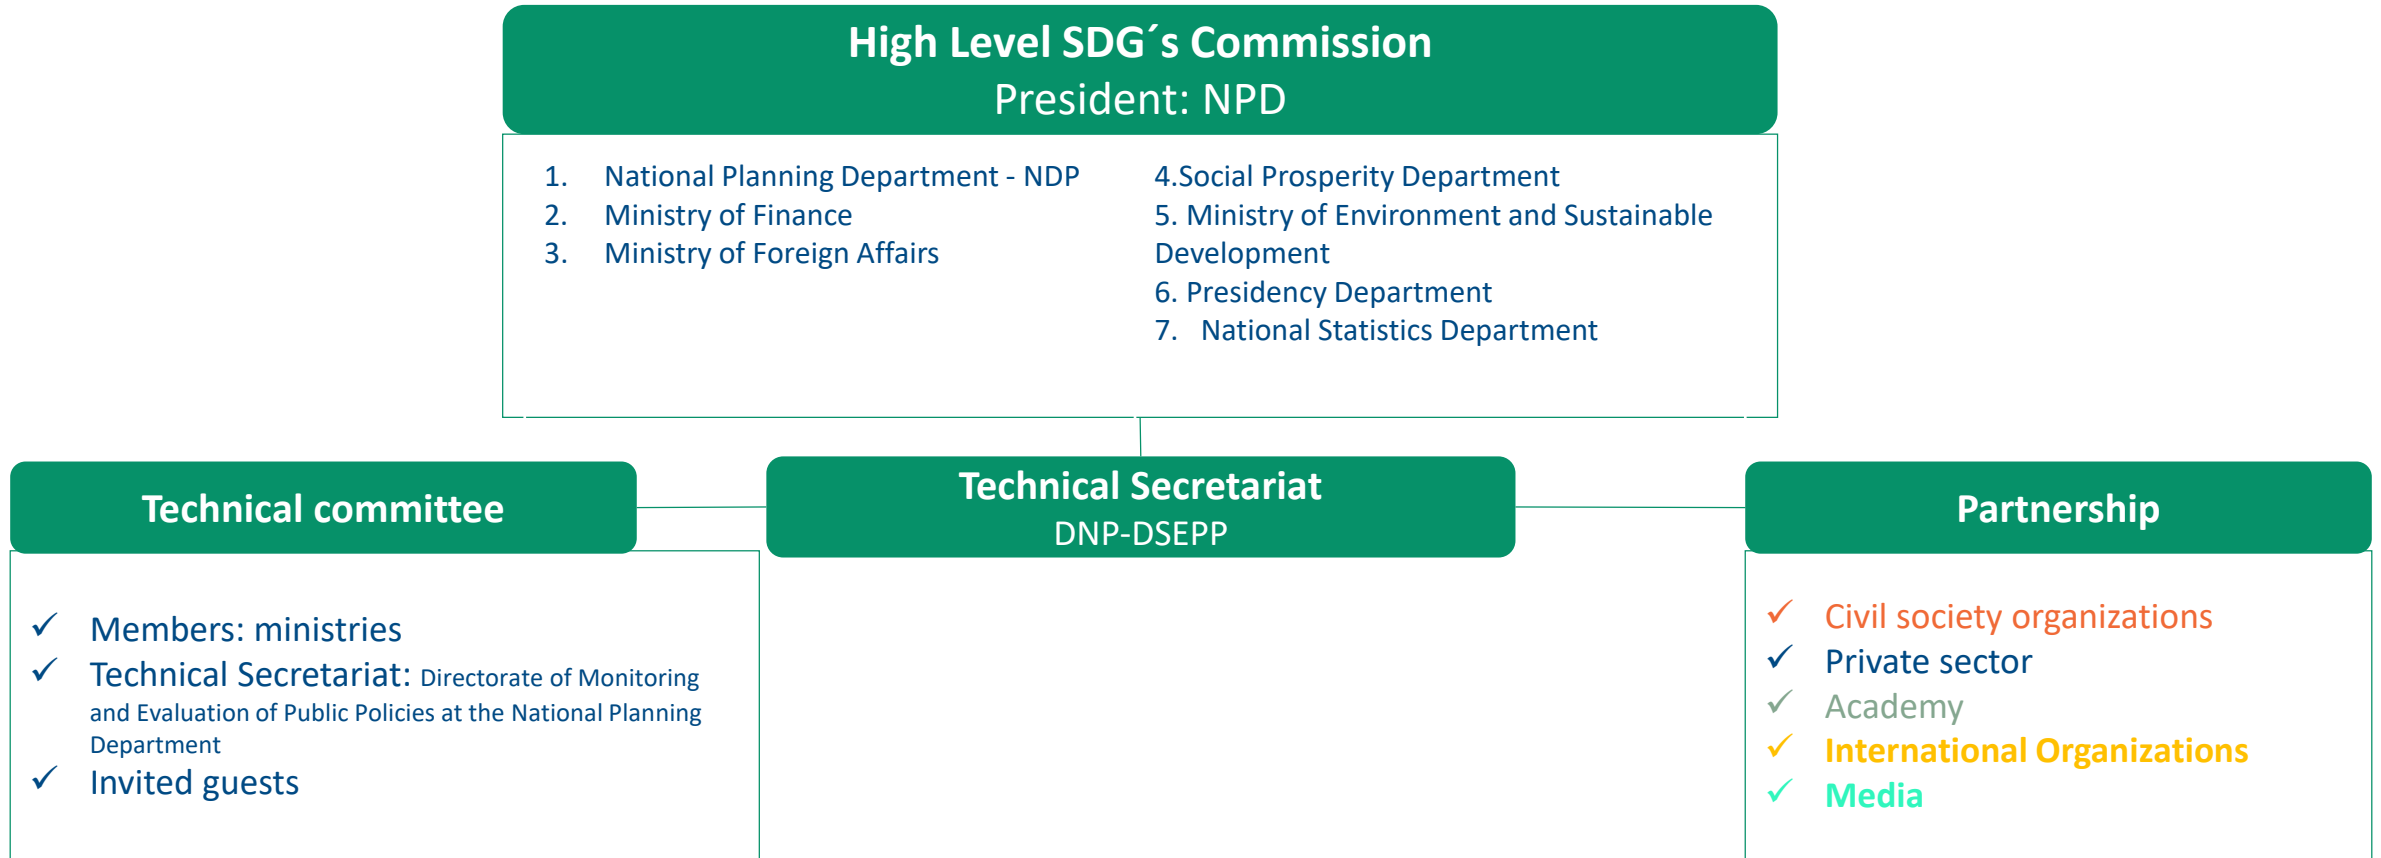 High Level SDG´s Commission
President: NPD
1. National Planning Department - NDP
2. Ministry of Finance
3. Ministry of Foreign Affairs
4.Social Prosperity Department
5. Ministry of Environment and Sustainable
Development
6. Presidency Department
7. National Statistics Department
Technical committee
✓ Members: ministries
✓ Technical Secretariat: Directorate of Monitoring
and Evaluation of Public Policies at the National Planning
Department
✓ Invited guests
Technical Secretariat
DNP-DSEPP
Partnership
✓ Civil society organizations
✓ Private sector
✓ Academy
✓ International Organizations
✓ Media